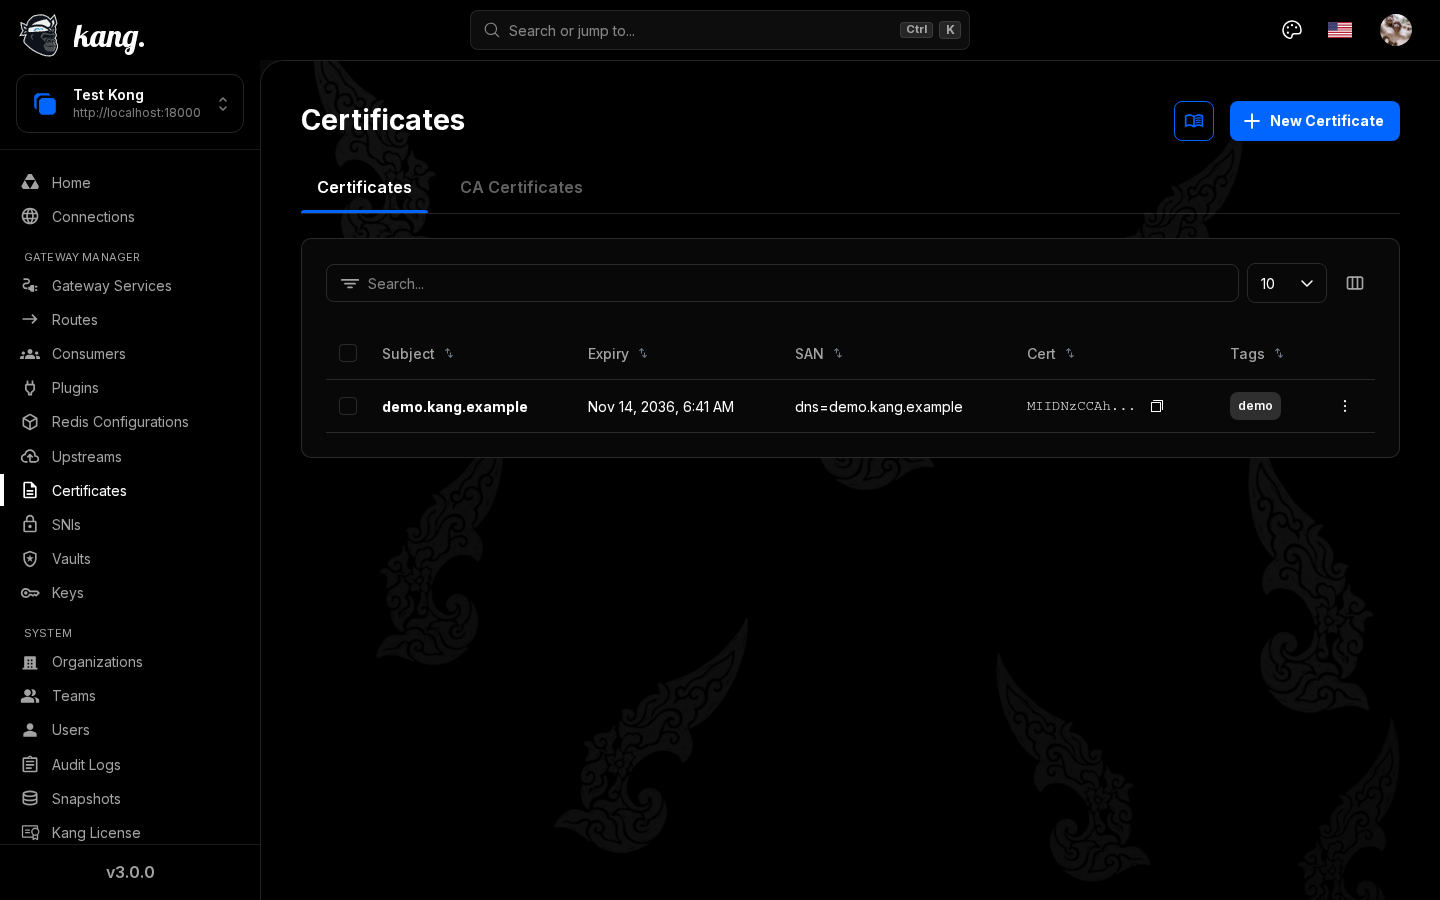 kang.
Search or jump to...
Ctrl
K
Test Kong
http://localhost:18000
Home
Connections
GATEWAY MANAGER
Gateway Services
Routes
Consumers
Plugins
Redis Configurations
Upstreams
Certificates
SNIs
Vaults
Keys
SYSTEM
Organizations
Teams
Users
Audit Logs
Snapshots
Kang License
v3.0.0
Certificates
New Certificate
Certificates
CA Certificates
Search...
10
Subject
Expiry
SAN
Cert
Tags
demo.kang.example
Nov 14, 2036, 6:41 AM
dns=demo.kang.example
MIIDNzCCAh...
demo